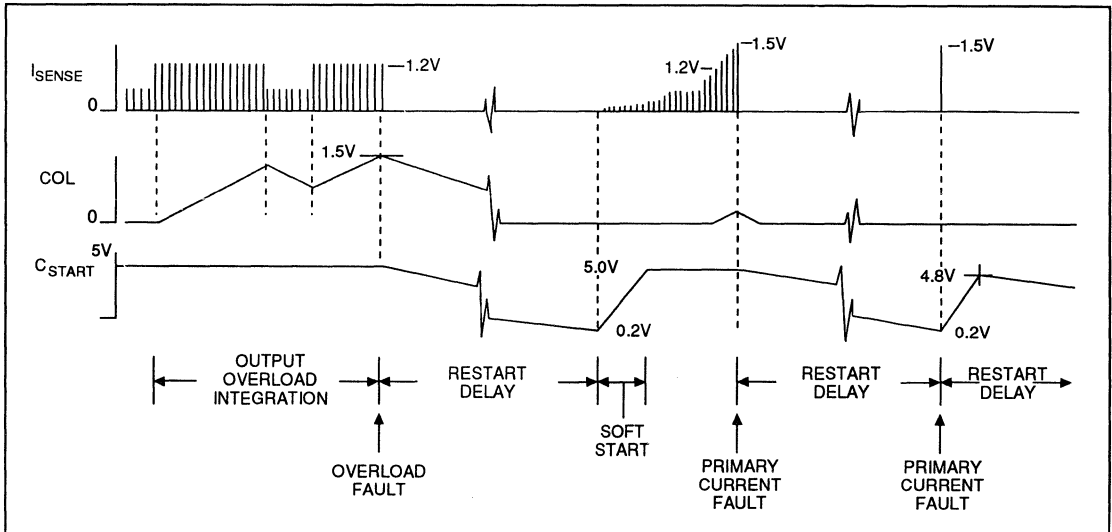 ISENSE
0
1.2V
1.2V
1.5V
1.5V
COL
0
1.5V
5V
CSTART
5.0V
0.2V
4.8V
0.2V
OUTPUT
OVERLOAD
INTEGRATION
RESTART
DELAY
SOFT
START
RESTART
DELAY
RESTART
DELAY
OVERLOAD
FAULT
PRIMARY
CURRENT
FAULT
PRIMARY
CURRENT
FAULT